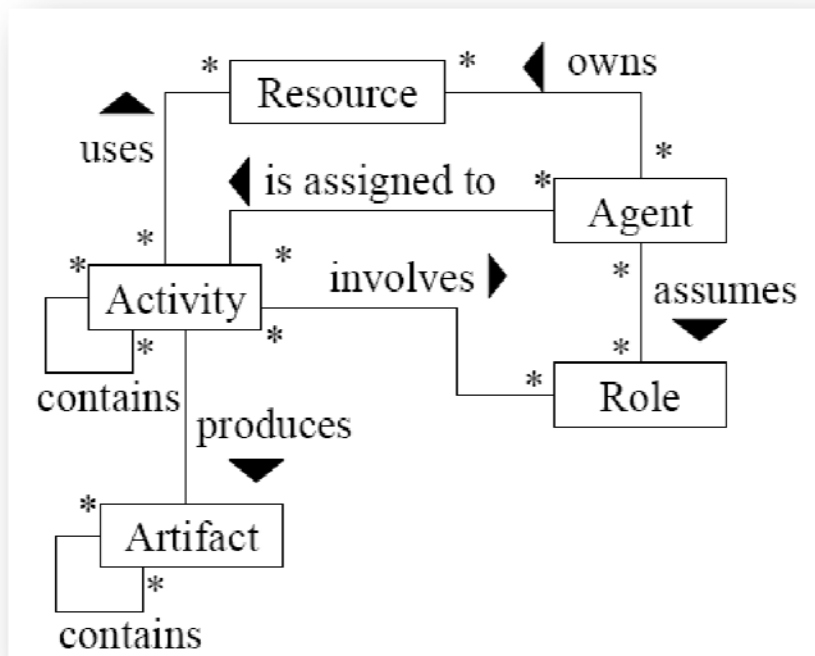 * Resource * owns
uses
is assigned to * *
Agent
* *
* Activity involves * assumes
* *
contains * Role
produces
* Artifact
*
contains